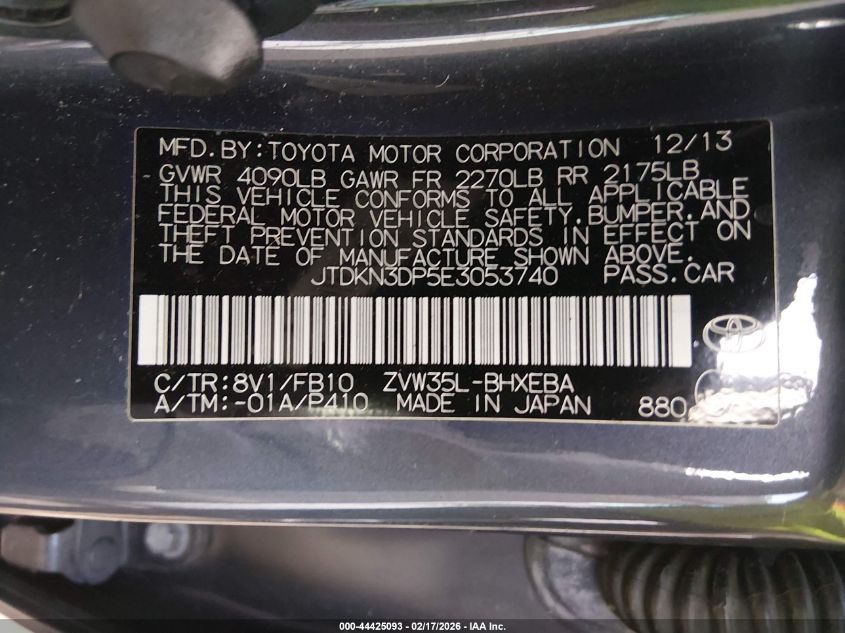 MFD.BY:TOYOTA MOTOR CORPORATION 12/13
GVWR 4090LB GAWR FR 2270LB RR 2175LB
THIS VEHICLE CONFORMS TO ALL APPLICABLE
FEDERAL MOTOR VEHICLE SAFETY,BUMPER,AND
THEFT PREVENTION STANDARDS IN EFFECT ON
THE DATE OF MANUFACTURE SHOWN ABOVE.
JTDKN3DP5E3053740 PASS.CAR
C/TR:8V1/FB10 ZVW35L-BHXEBA
A/TM:-01A/P410 MADE IN JAPAN 880
000-44425093 - 02/17/2026 - IAA Inc.